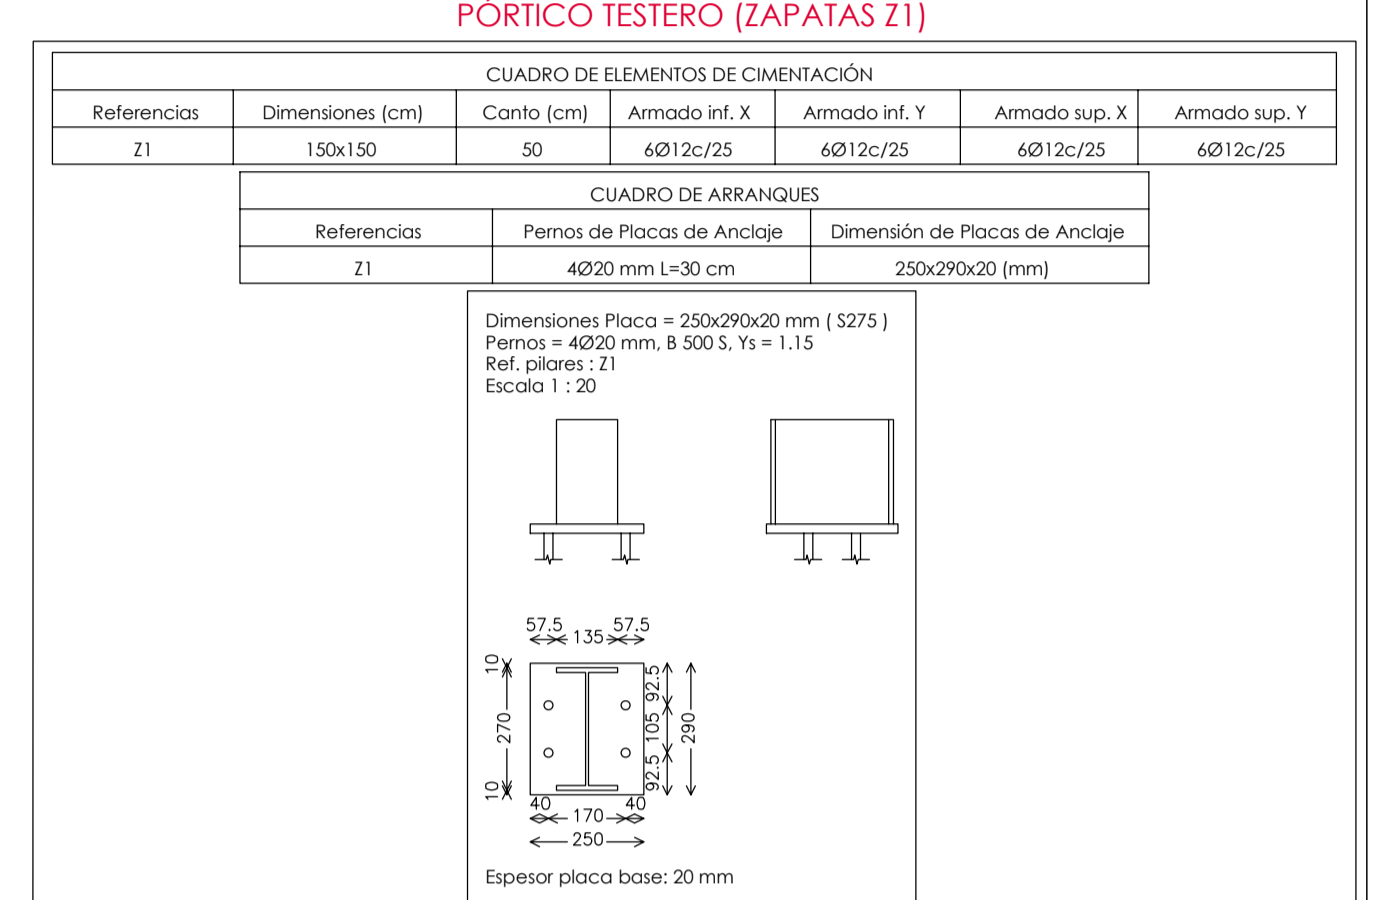 PÓRTICO TESTERO (ZAPATAS Z1)
CUADRO DE ELEMENTOS DE CIMENTACIÓN
Referencias Dimensiones (cm) Canto (cm) Armado inf. X Armado inf. Y Armado sup. X Armado sup. Y
Z1 150x150 50 6Ø12c/25 6Ø12c/25 6Ø12c/25 6Ø12c/25
CUADRO DE ARRANQUES
Referencias Pernos de Placas de Anclaje Dimensión de Placas de Anclaje
Z1 4Ø20 mm L=30 cm 250x290x20 (mm)
Dimensiones Placa = 250x290x20 mm ( S275 )
Pernos = 4Ø20 mm, B 500 S, Ys = 1.15
Ref. pilares : Z1
Escala 1 : 20
57.5 135 57.5
10
270
10
92.5
105
92.5
290
40 170 40
250
Espesor placa base: 20 mm